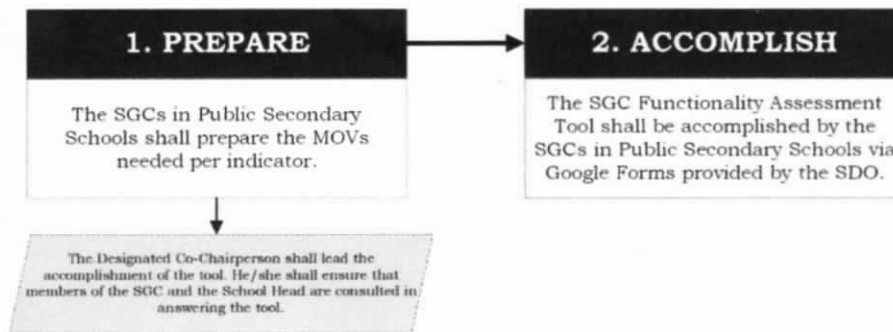 1. PREPARE
The SGCs in Public Secondary
Schools shall prepare the MOVs
needed per indicator.
The Designated Co-Chairperson shall lead the
accomplishment of the tool. He/she shall ensure that
members of the SGC and the School Head are consulted in
answering the tool.
2. ACCOMPLISH
The SGC Functionality Assessment
Tool shall be accomplished by the
SGCs in Public Secondary Schools via
Google Forms provided by the SDO.